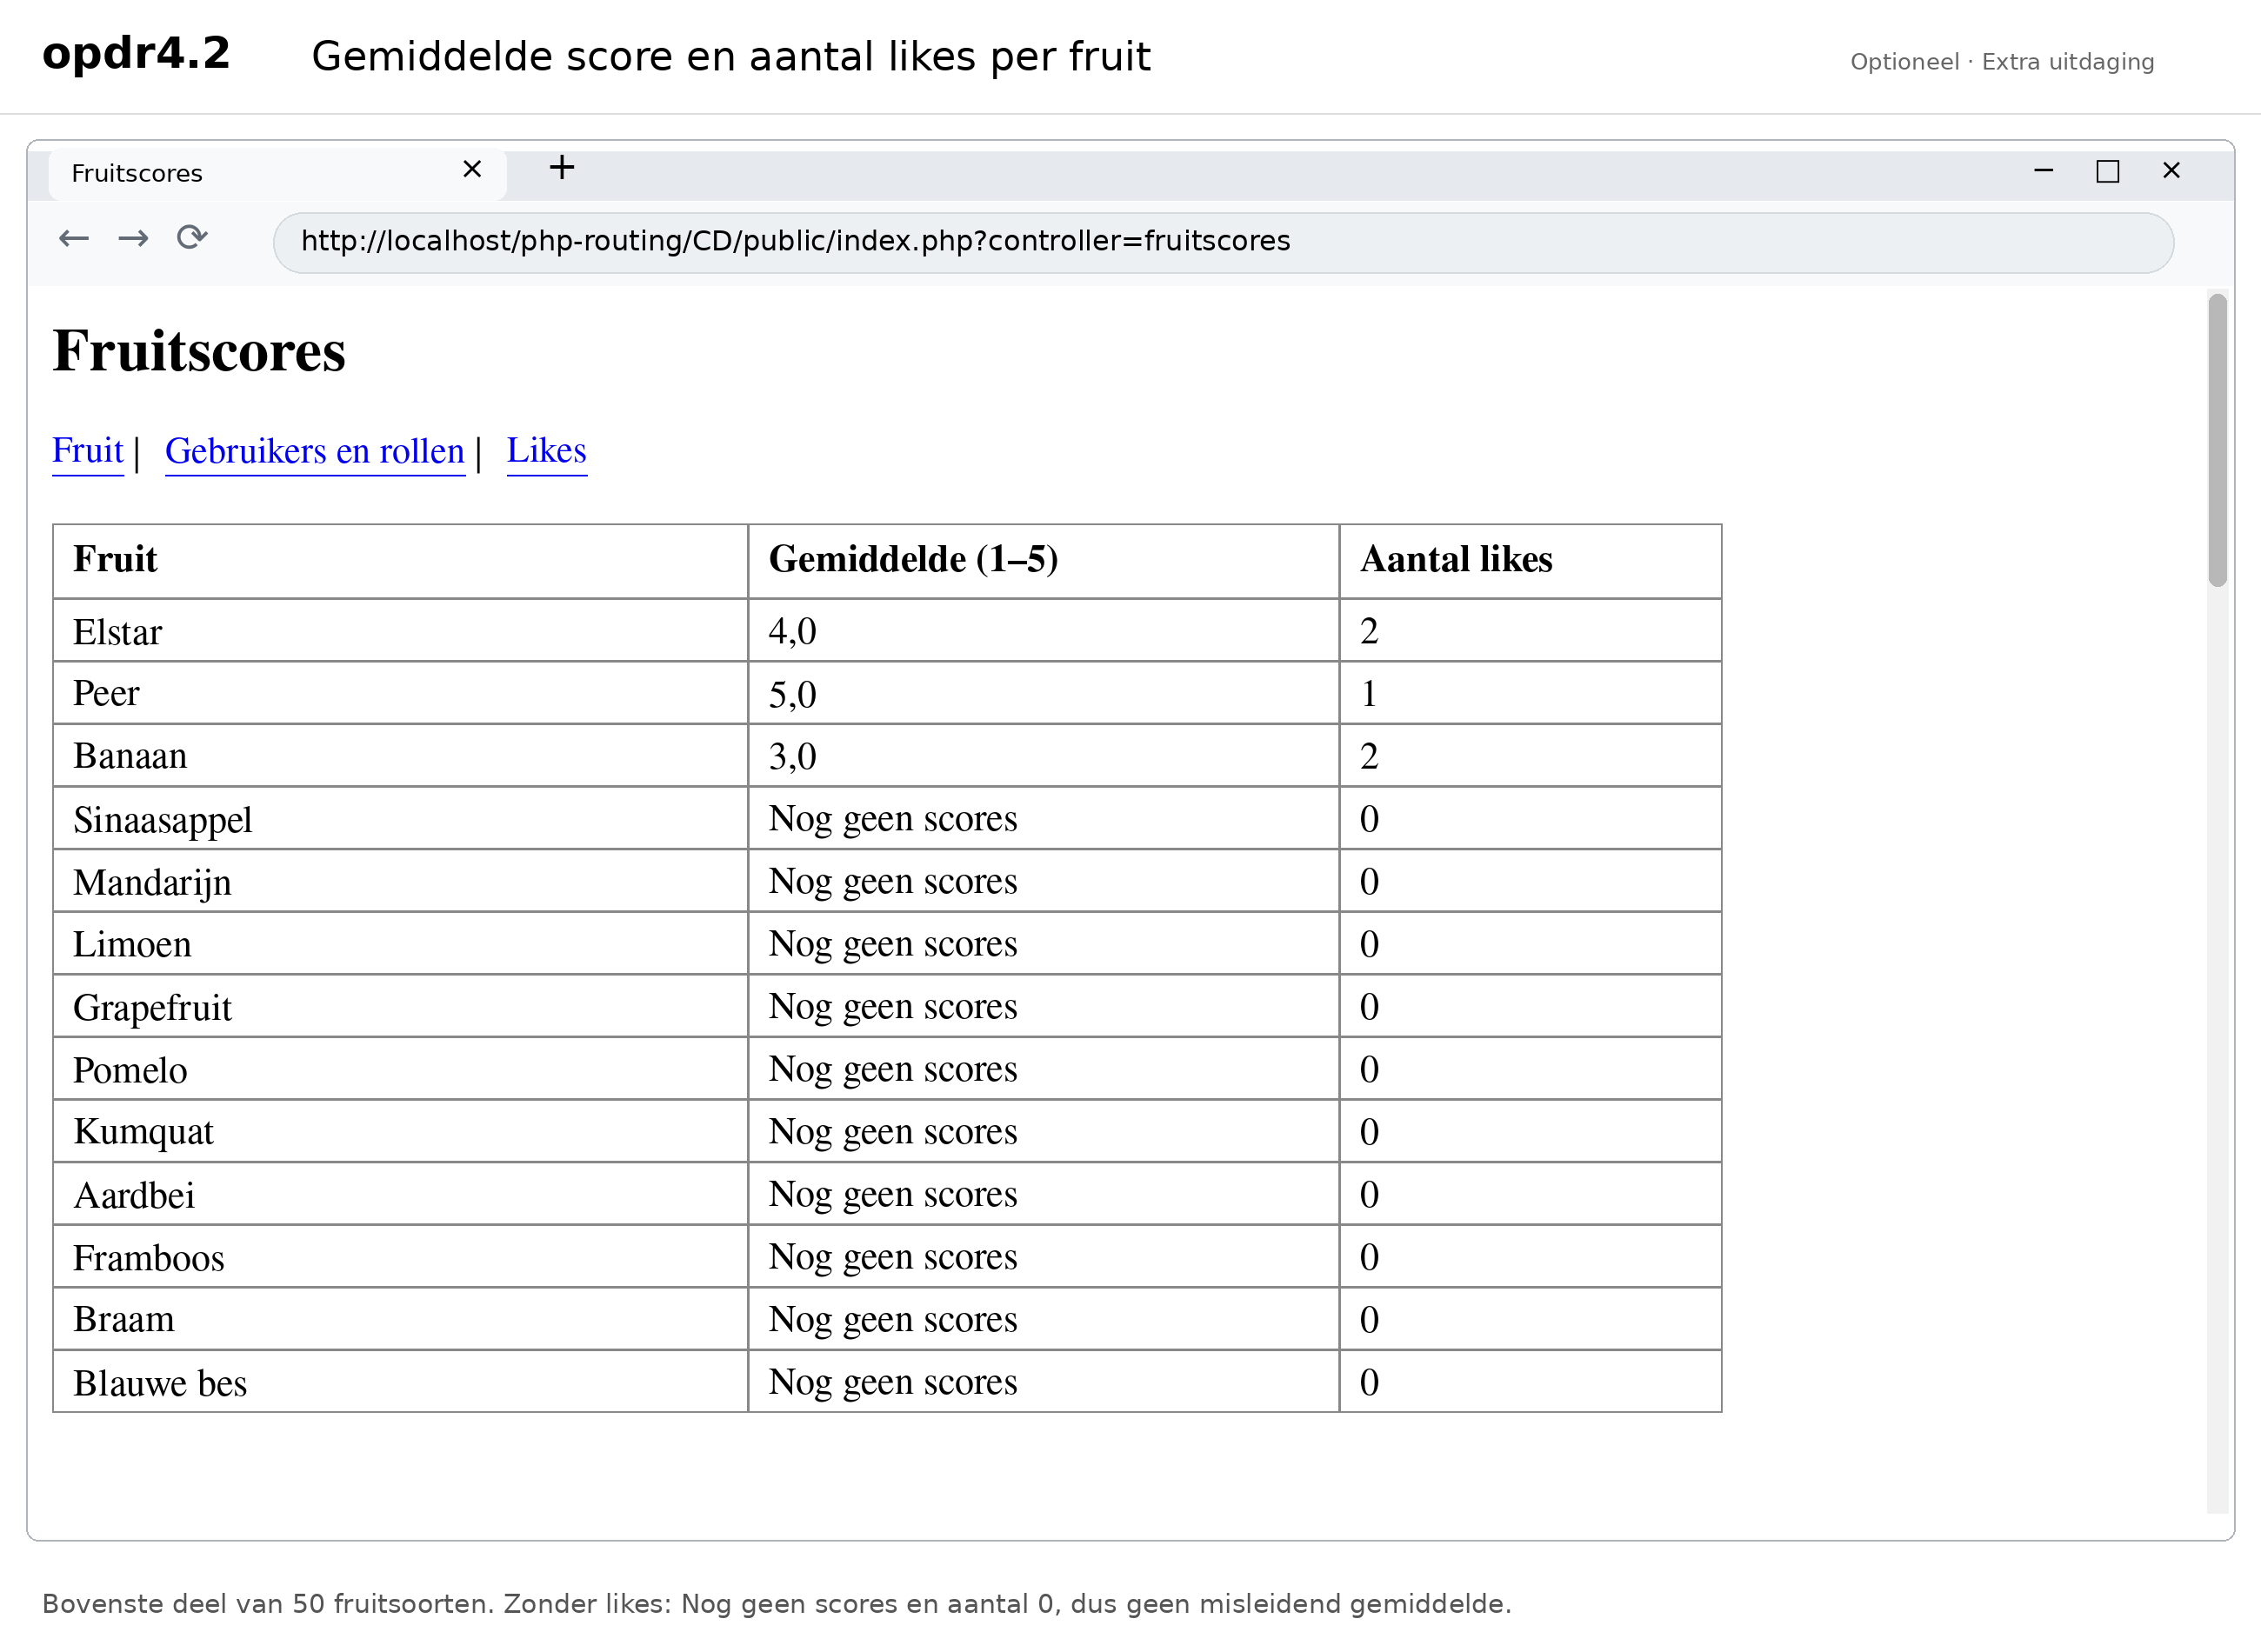 opdr4.2 Gemiddelde score en aantal likes per fruit Optioneel · Extra uitdaging
Fruitscores
http://localhost/php-routing/CD/public/index.php?controller=fruitscores
Fruitscores
Fruit | Gebruikers en rollen | Likes
Fruit Gemiddelde (1–5) Aantal likes
Elstar 4,0 2
Peer 5,0 1
Banaan 3,0 2
Sinaasappel Nog geen scores 0
Mandarijn Nog geen scores 0
Limoen Nog geen scores 0
Grapefruit Nog geen scores 0
Pomelo Nog geen scores 0
Kumquat Nog geen scores 0
Aardbei Nog geen scores 0
Framboos Nog geen scores 0
Braam Nog geen scores 0
Blauwe bes Nog geen scores 0
Bovenste deel van 50 fruitsoorten. Zonder likes: Nog geen scores en aantal 0, dus geen misleidend gemiddelde.